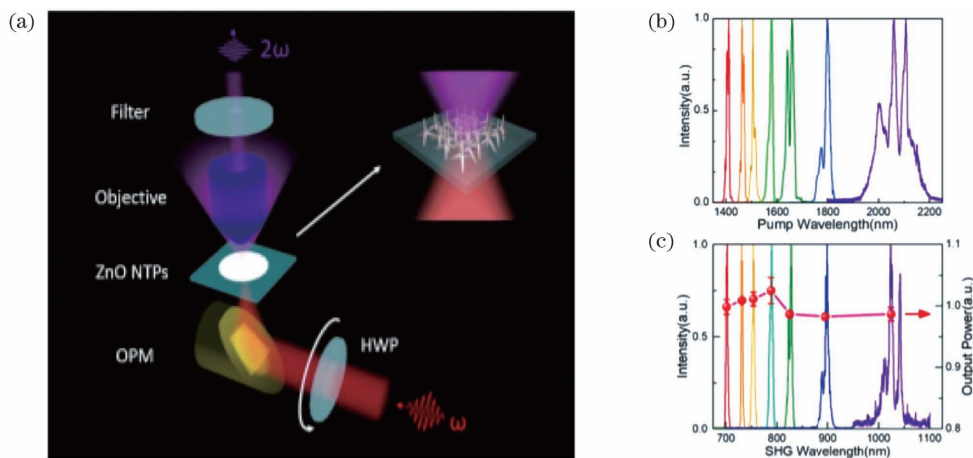 (a)
2ω
Filter
Objective
ZnO NTPs
OPM
HWP
ω
(b)
1.0
0.5
0.0
Intensity(a.u.)
1400 1600 1800 2000 2200
Pump Wavelength(nm)
(c)
1.0
0.5
0.0
Intensity(a.u.)
1.1
1.0
0.9
0.8
Output Power(a.u.)
700 800 900 1000 1100
SHG Wavelength(nm)